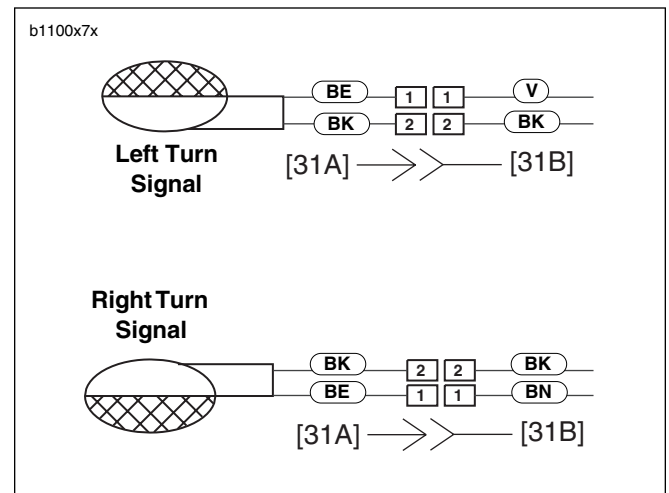 b1100x7x
BE 1 1 V
BK 2 2 BK
Left Turn
Signal
[31A] [31B]
Right Turn
Signal
BK 2 2 BK
BE 1 1 BN
[31A] [31B]